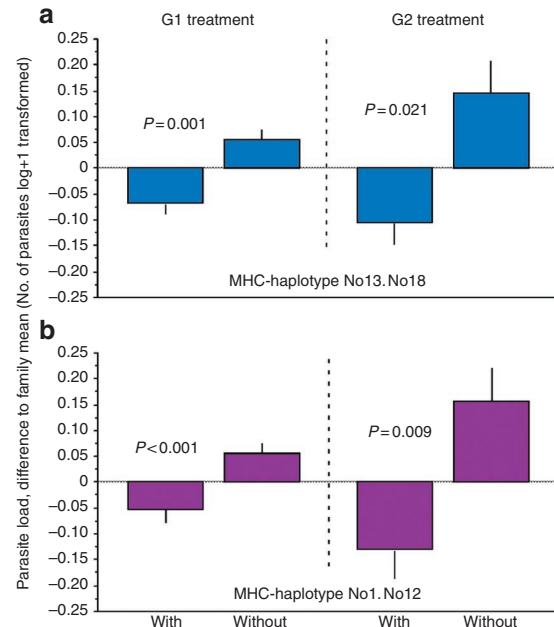 a
G1 treatment
G2 treatment
Parasite load, difference to family mean (No. of parasites log+1 transformed)
0.25
0.20
0.15
0.10
0.05
0
–0.05
–0.10
–0.15
–0.20
–0.25
P=0.001
P=0.021
MHC-haplotype No13.No18
b
0.25
0.20
0.15
0.10
0.05
0
–0.05
–0.10
–0.15
–0.20
–0.25
P<0.001
P=0.009
MHC-haplotype No1.No12
With
Without
With
Without